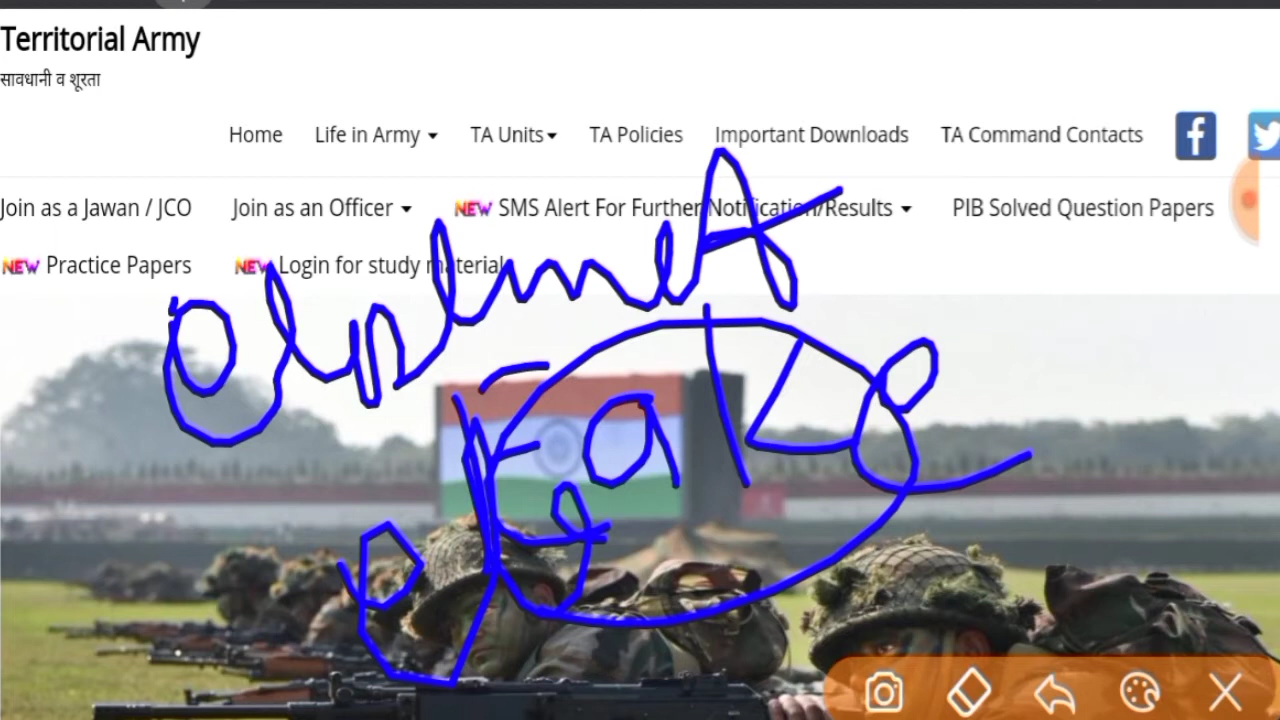 Territorial Army
सावधानी व शूरता
Home Life in Army TA Units TA Policies Important Downloads TA Command Contacts
Join as a Jawan / JCO Join as an Officer NEW SMS Alert For Further Notification/Results PIB Solved Question Papers
NEW Practice Papers NEW Login for study material
Fake